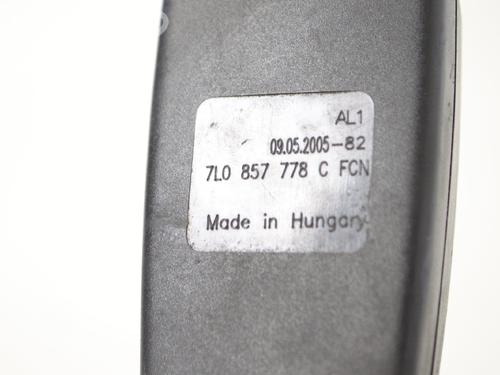 AL1
09.05.2005-82
7L0 857 778 C FCN
Made in Hungary